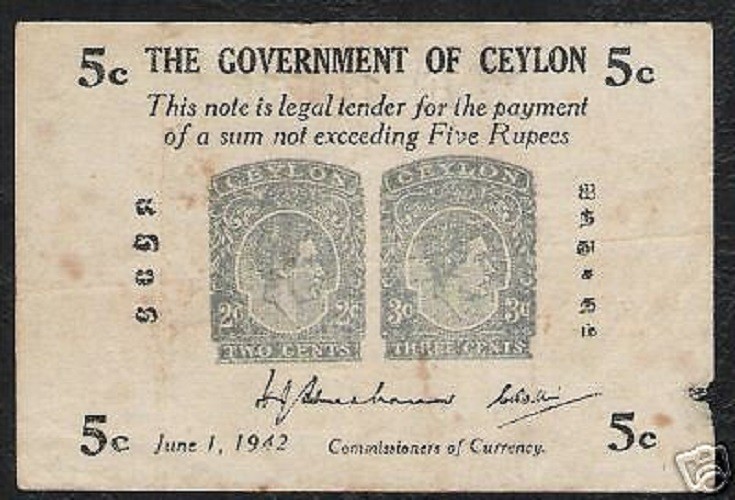 5c THE GOVERNMENT OF CEYLON 5c
This note is legal tender for the payment
of a sum not exceeding Five Rupees
CEYLON CEYLON
ஐந்துசதம்
2c 2c 3c 3c
TWO CENTS THREE CENTS
5c June 1, 1942 Commissioners of Currency. 5c